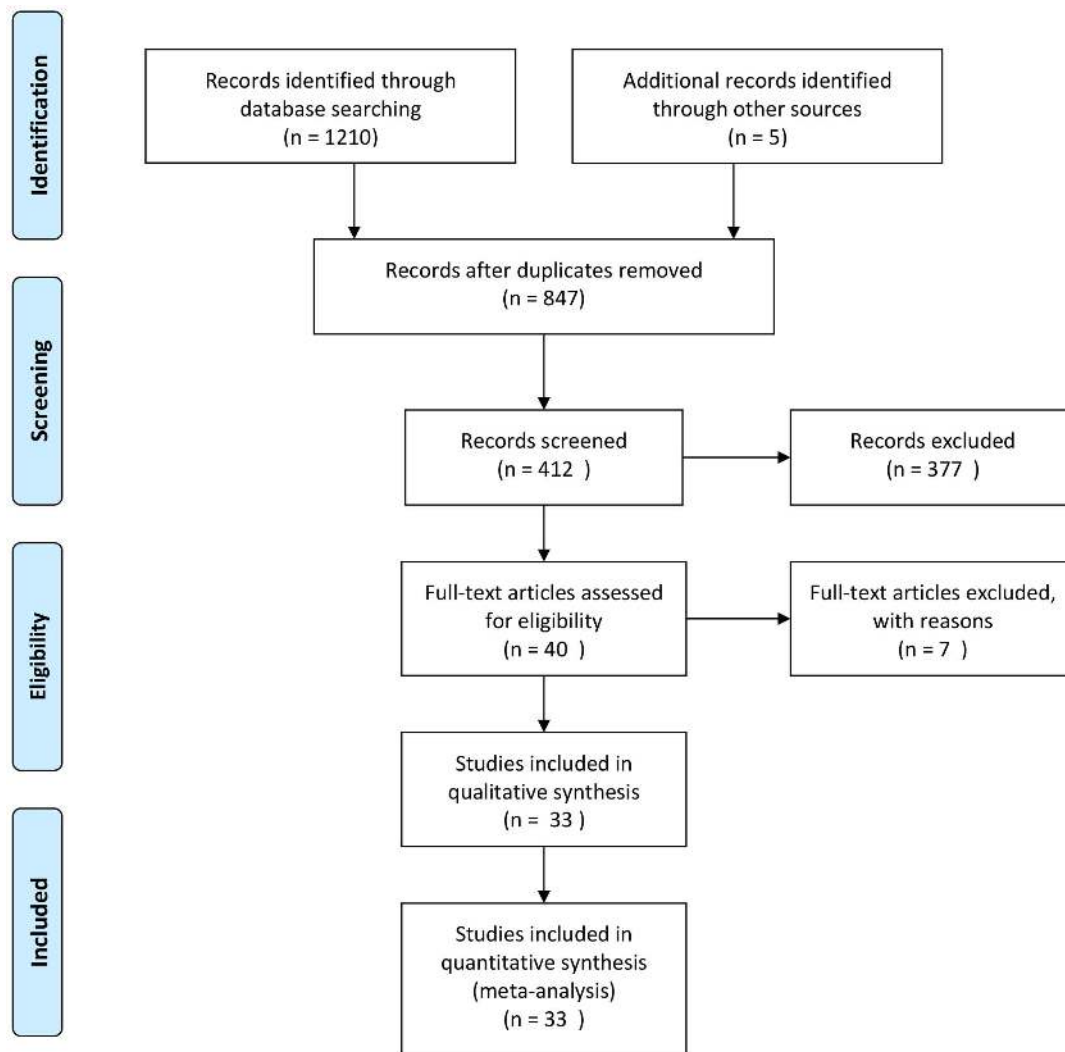 Identification
Records identified through
database searching
(n = 1210)
Additional records identified
through other sources
(n = 5)
Records after duplicates removed
(n = 847)
Screening
Records screened
(n = 412  )
Records excluded
(n = 377  )
Eligibility
Full-text articles assessed
for eligibility
(n = 40  )
Full-text articles excluded,
with reasons
(n = 7  )
Studies included in
qualitative synthesis
(n =  33 )
Included
Studies included in
quantitative synthesis
(meta-analysis)
(n = 33  )